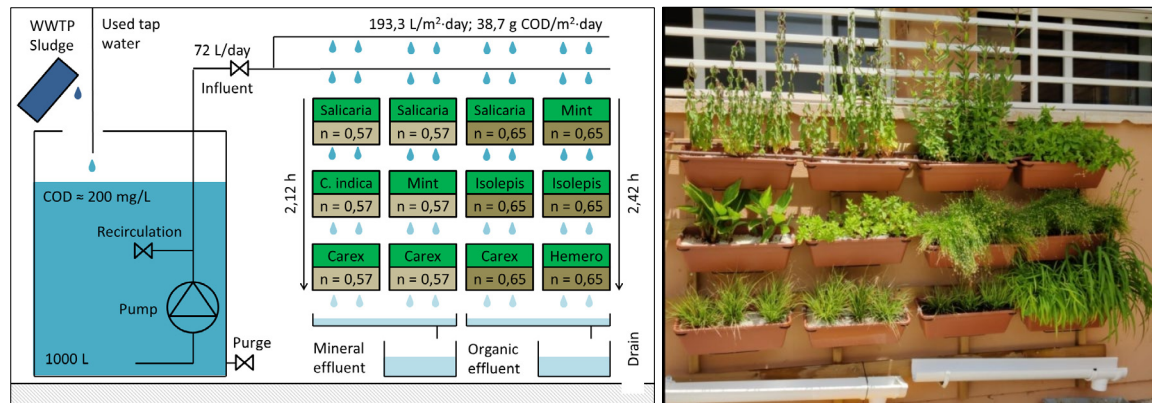 WWTP
Sludge
Used tap
water
193,3 L/m²·day; 38,7 g COD/m²·day
72 L/day
Influent
COD ≈ 200 mg/L
Recirculation
Pump
1000 L
Purge
2,12 h
Salicaria
n = 0,57
Salicaria
n = 0,57
Salicaria
n = 0,65
Mint
n = 0,65
C. indica
n = 0,57
Mint
n = 0,57
Isolepis
n = 0,65
Isolepis
n = 0,65
Carex
n = 0,57
Carex
n = 0,57
Carex
n = 0,65
Hemero
n = 0,65
2,42 h
Mineral
effluent
Organic
effluent
Drain